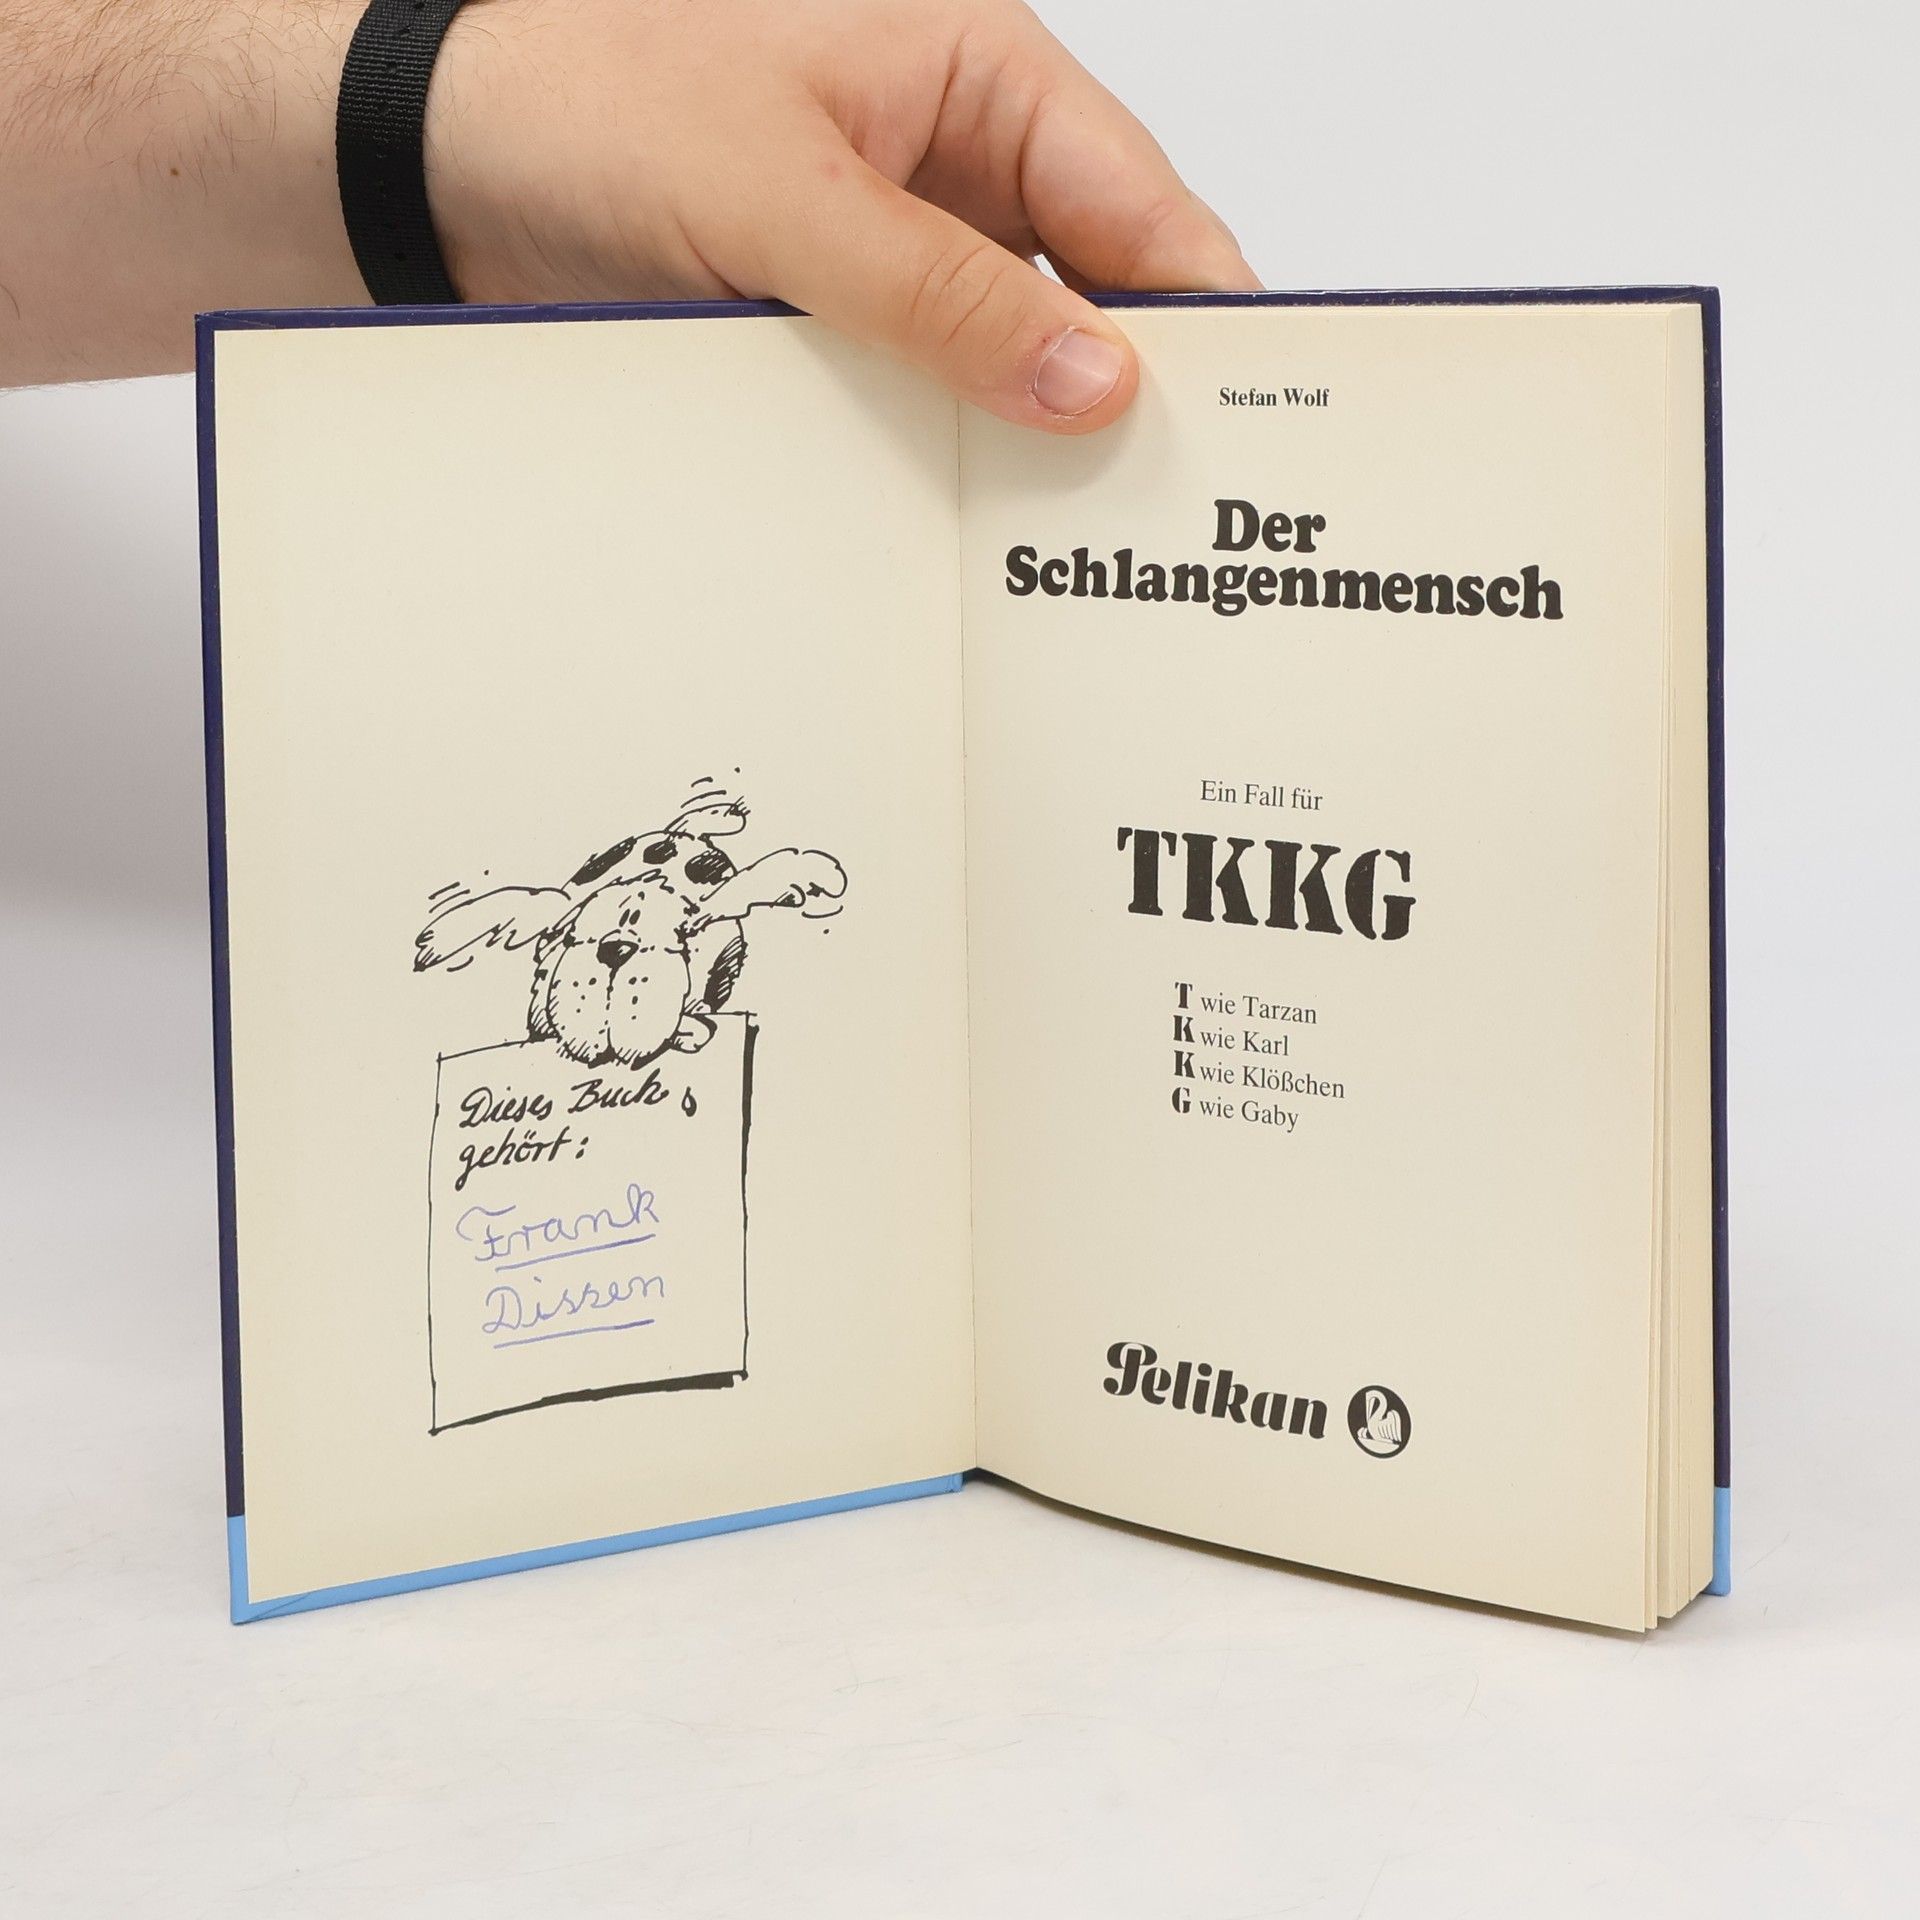 Dieses Buch
gehört:
Frank
Dissen
Stefan Wolf
Der
Schlangenmensch
Ein Fall für
TKKG
T wie Tarzan
K wie Karl
K wie Klößchen
G wie Gaby
Pelikan